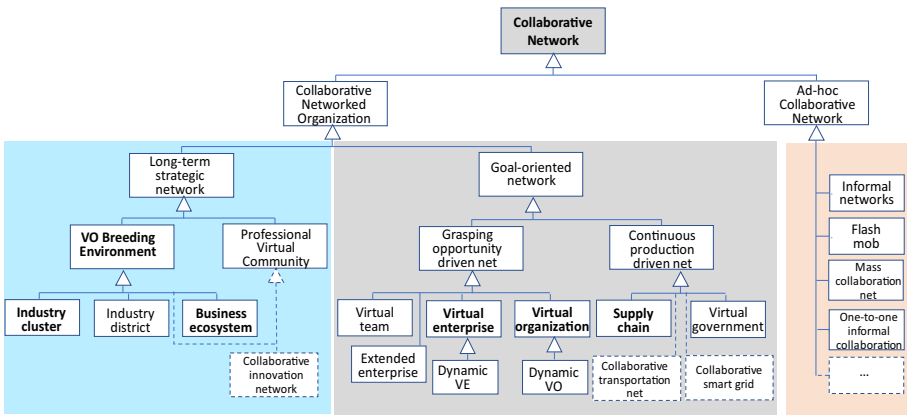 Collaborative
Network
Collaborative
Networked
Organization
Ad-hoc
Collaborative
Network
Long-term
strategic
network
Goal-oriented
network
VO Breeding
Environment
Professional
Virtual
Community
Grasping
opportunity
driven net
Continuous
production
driven net
Informal
networks
Flash
mob
Mass
collaboration
net
One-to-one
informal
collaboration
...
Industry
cluster
Industry
district
Business
ecosystem
Collaborative
innovation
network
Virtual
team
Extended
enterprise
Virtual
enterprise
Dynamic
VE
Virtual
organization
Dynamic
VO
Supply
chain
Virtual
government
Collaborative
transportation
net
Collaborative
smart grid